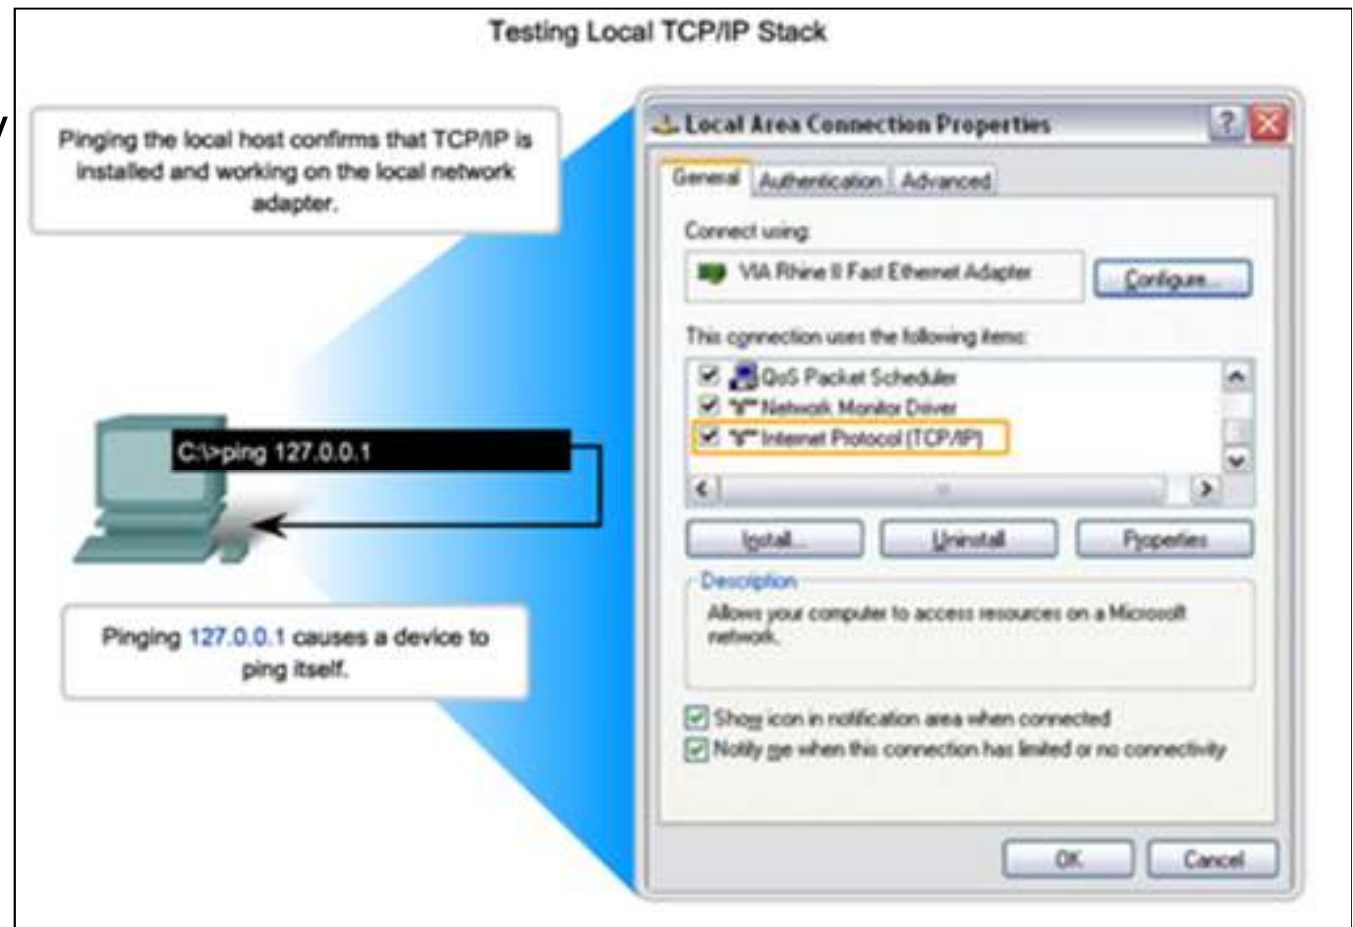 Testing Local TCP/IP Stack
y
Pinging the local host confirms that TCP/IP is
installed and working on the local network
adapter.
C:\>ping 127.0.0.1
Pinging 127.0.0.1 causes a device to
ping itself.
Local Area Connection Properties
General Authentication Advanced
Connect using:
VIA Rhine II Fast Ethernet Adapter
Configure...
This connection uses the following items:
QoS Packet Scheduler
Network Monitor Driver
Internet Protocol (TCP/IP)
Install...
Uninstall
Properties
Description
Allows your computer to access resources on a Microsoft
network.
Show icon in notification area when connected
Notify me when this connection has limited or no connectivity
OK
Cancel